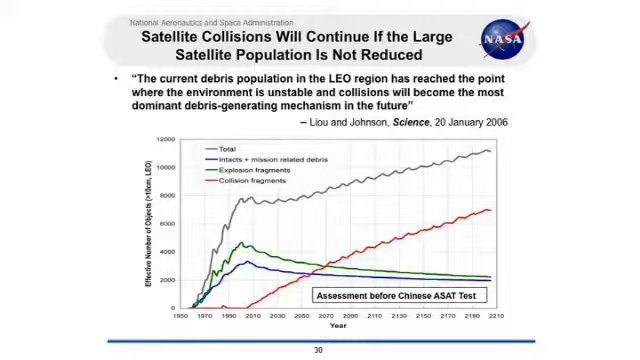 National Aeronautics and Space Administration
Satellite Collisions Will Continue If the Large
Satellite Population Is Not Reduced
NASA
• “The current debris population in the LEO region has reached the point
where the environment is unstable and collisions will become the most
dominant debris-generating mechanism in the future”
– Liou and Johnson, Science, 20 January 2006
Effective Number of Objects (>10cm, LEO)
12000
10000
8000
6000
4000
2000
0
Total
Intacts + mission related debris
Explosion fragments
Collision fragments
Assessment before Chinese ASAT Test
1950 1970 1990 2010 2030 2050 2070 2090 2110 2130 2150 2170 2190 2210
Year
30